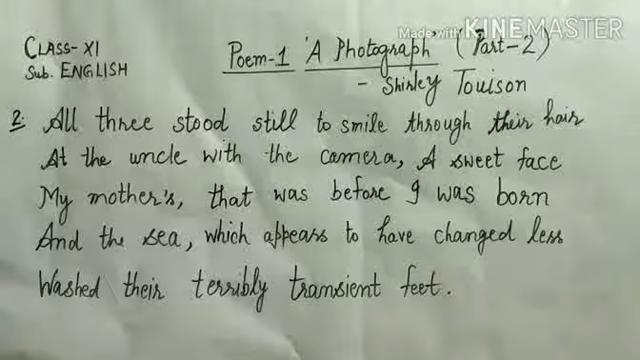 Made with KINEMASTER
CLASS-XI
Sub. ENGLISH
Poem-1 'A Photograph' (Part-2)
- Shirley Touison
2. All three stood still to smile through their hair
At the uncle with the camera, A sweet face
My mother's, that was before I was born
And the sea, which appears to have changed less
Washed their terribly transient feet.